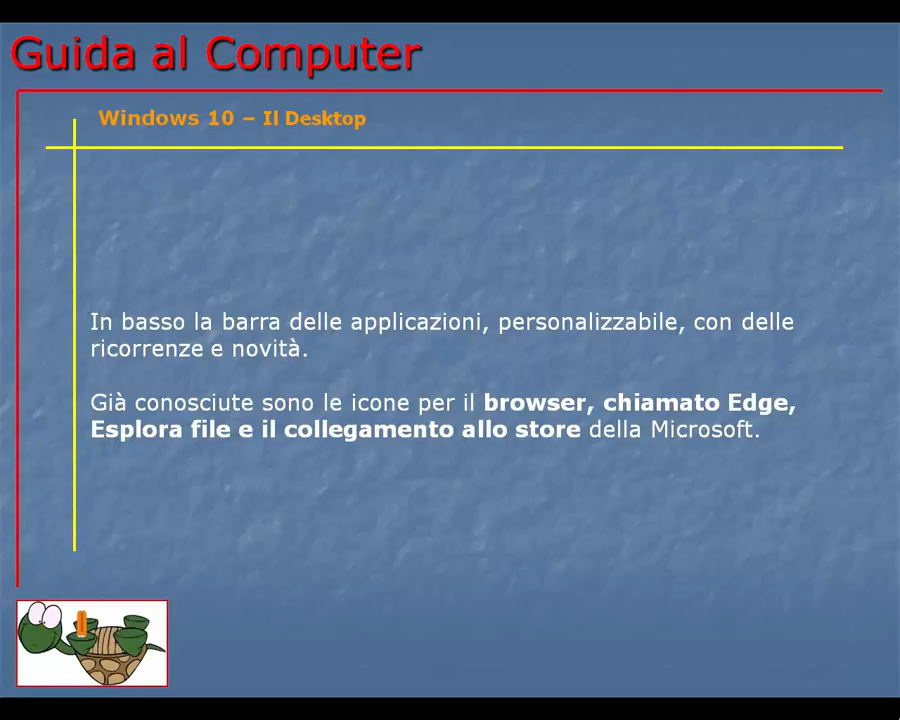 Guida al Computer
Windows 10 – Il Desktop
In basso la barra delle applicazioni, personalizzabile, con delle
ricorrenze e novità.
Già conosciute sono le icone per il browser, chiamato Edge,
Esplora file e il collegamento allo store della Microsoft.